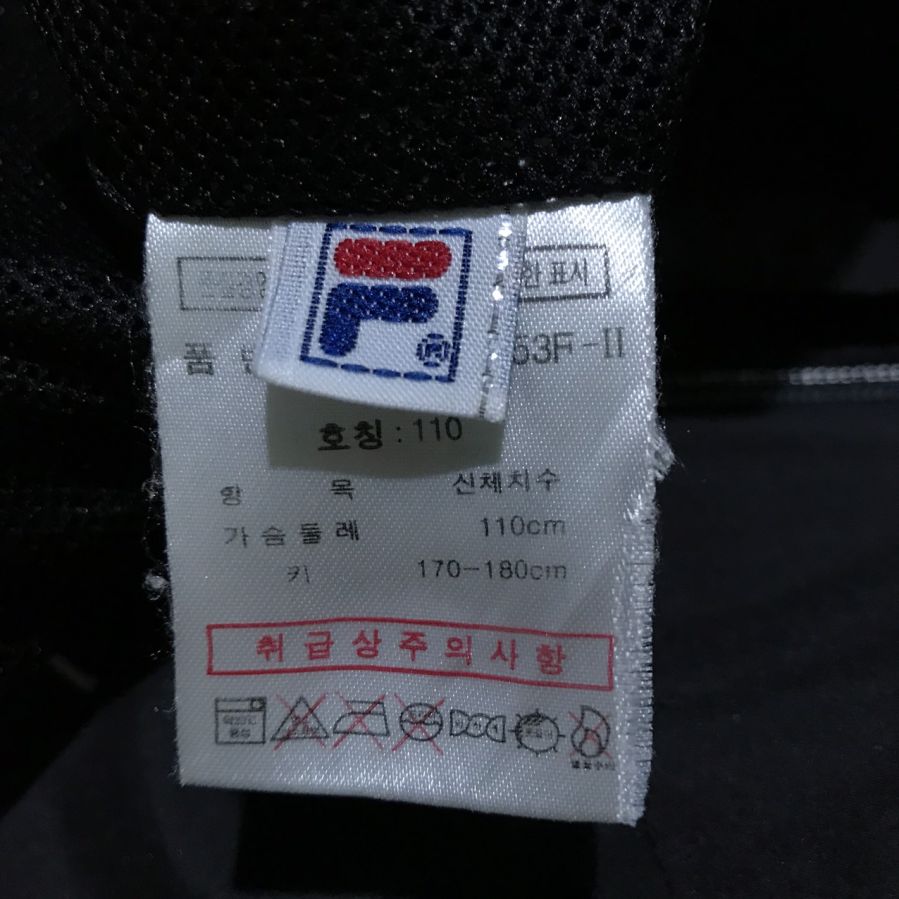 한 표시
품 53F-II
F ®
호칭 : 110
항 목 신체치수
가슴둘레 110cm
키 170-180cm
취급상주의사항